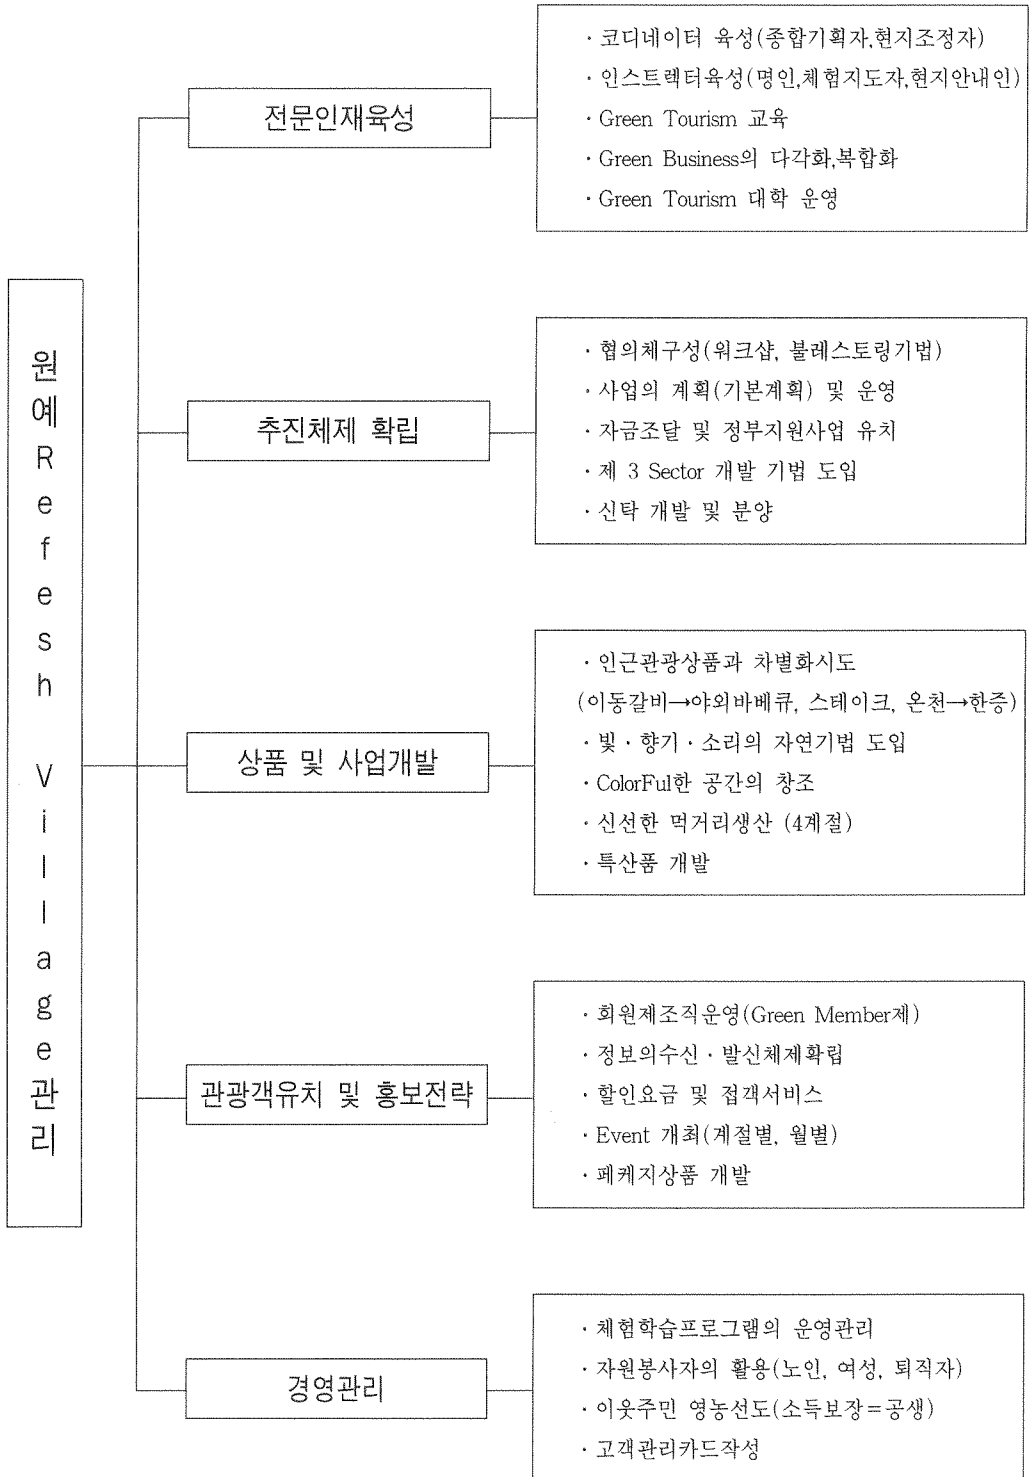 원예Refesh Village관리
전문인재육성
· 코디네이터 육성(종합기획자,현지조정자)
· 인스트렉터육성(명인,체험지도자,현지안내인)
· Green Tourism 교육
· Green Business의 다각화,복합화
· Green Tourism 대학 운영
추진체제 확립
· 협의체구성(워크샵, 불레스토링기법)
· 사업의 계획(기본계획) 및 운영
· 자금조달 및 정부지원사업 유치
· 제 3 Sector 개발 기법 도입
· 신탁 개발 및 분양
상품 및 사업개발
· 인근관광상품과 차별화시도
(이동갈비→야외바베큐, 스테이크, 온천→한증)
· 빛 · 향기 · 소리의 자연기법 도입
· ColorFul한 공간의 창조
· 신선한 먹거리생산 (4계절)
· 특산품 개발
관광객유치 및 홍보전략
· 회원제조직운영(Green Member제)
· 정보의수신 · 발신체제확립
· 할인요금 및 접객서비스
· Event 개최(계절별, 월별)
· 페케지상품 개발
경영관리
· 체험학습프로그램의 운영관리
· 자원봉사자의 활용(노인, 여성, 퇴직자)
· 이웃주민 영농선도(소득보장=공생)
· 고객관리카드작성